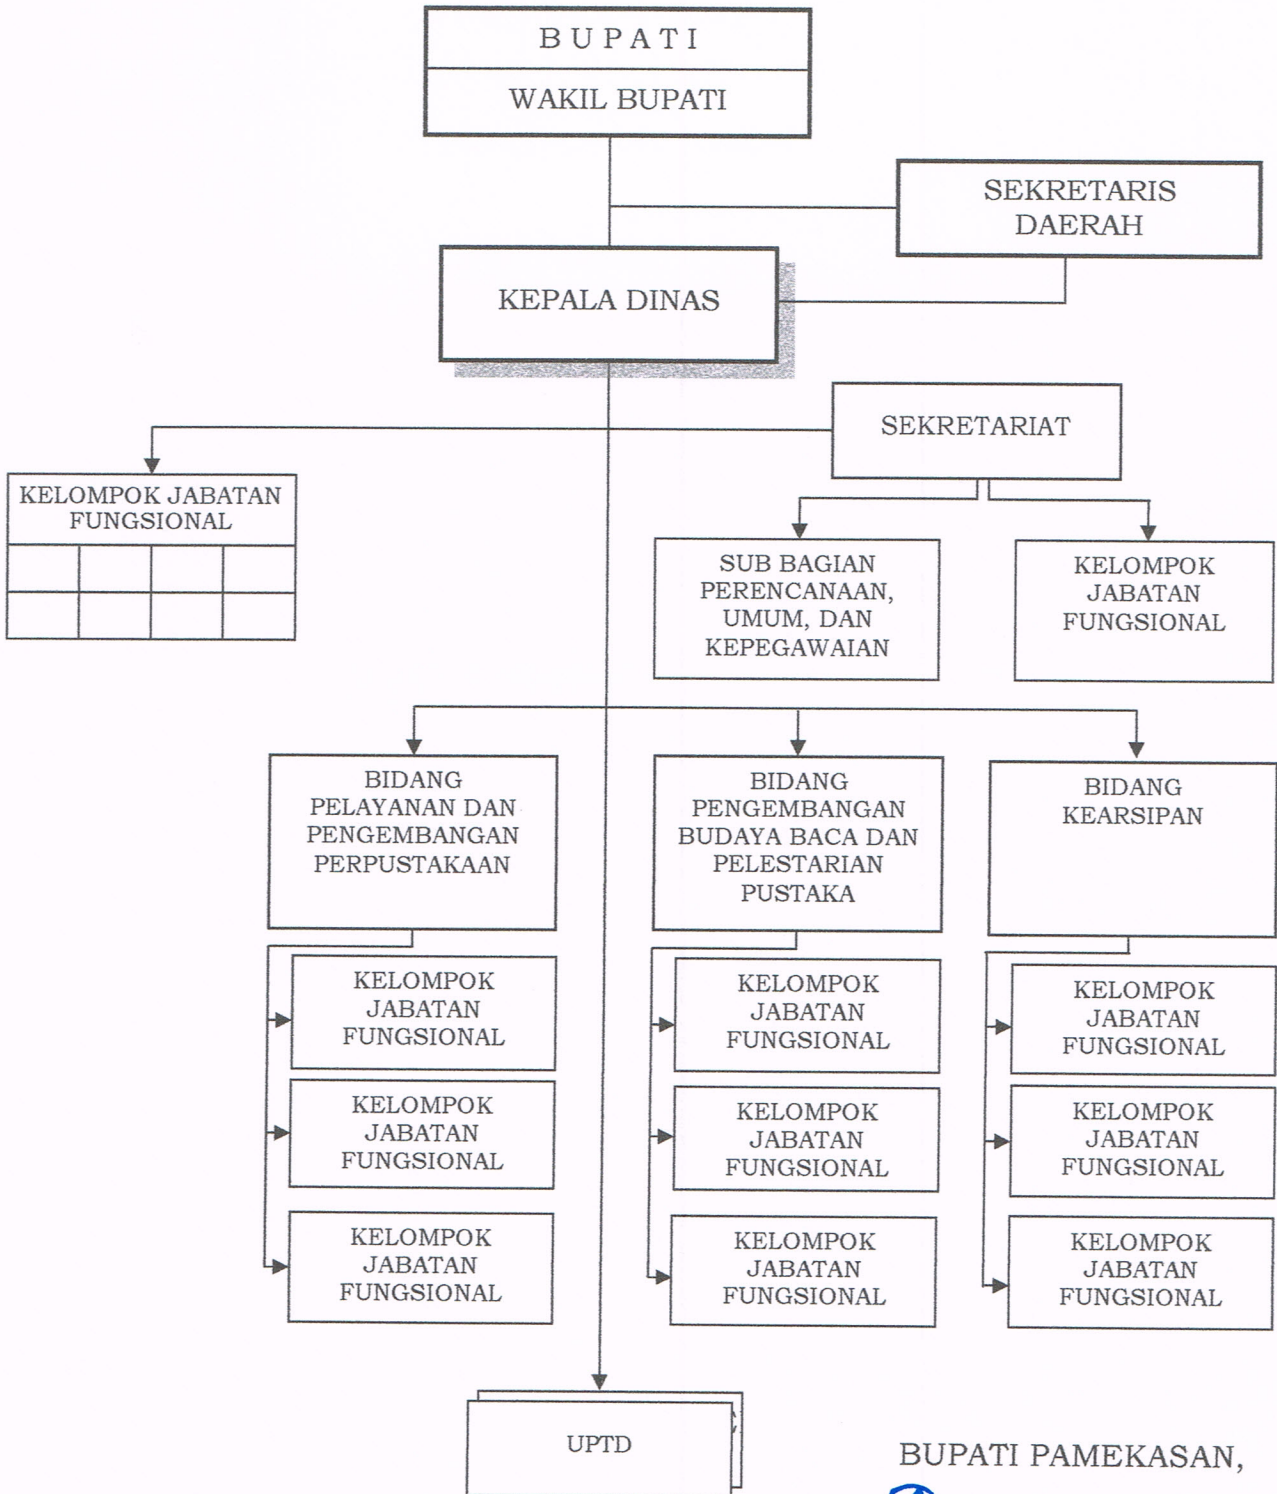 B U P A T I
WAKIL BUPATI
SEKRETARIS
DAERAH
KEPALA DINAS
SEKRETARIAT
KELOMPOK JABATAN
FUNGSIONAL
SUB BAGIAN
PERENCANAAN,
UMUM, DAN
KEPEGAWAIAN
KELOMPOK
JABATAN
FUNGSIONAL
BIDANG
PELAYANAN DAN
PENGEMBANGAN
PERPUSTAKAAN
BIDANG
PENGEMBANGAN
BUDAYA BACA DAN
PELESTARIAN
PUSTAKA
BIDANG
KEARSIPAN
KELOMPOK
JABATAN
FUNGSIONAL
KELOMPOK
JABATAN
FUNGSIONAL
KELOMPOK
JABATAN
FUNGSIONAL
KELOMPOK
JABATAN
FUNGSIONAL
KELOMPOK
JABATAN
FUNGSIONAL
KELOMPOK
JABATAN
FUNGSIONAL
KELOMPOK
JABATAN
FUNGSIONAL
KELOMPOK
JABATAN
FUNGSIONAL
KELOMPOK
JABATAN
FUNGSIONAL
UPTD
BUPATI PAMEKASAN,